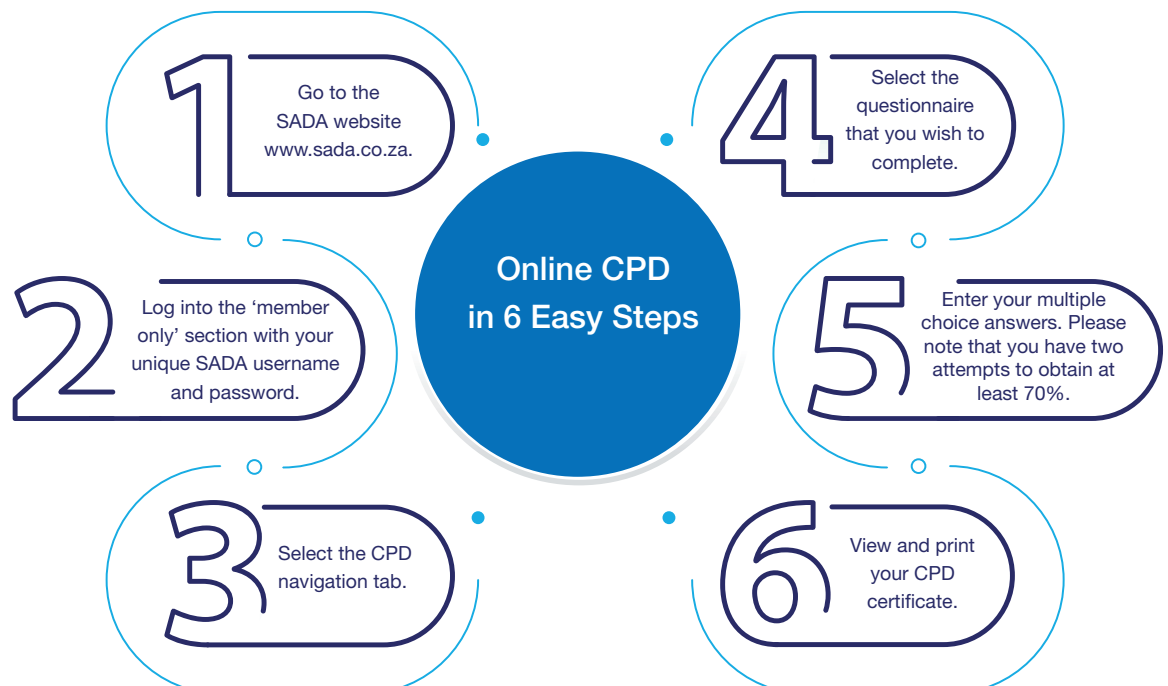 1
Go to the
SADA website
www.sada.co.za.
2
Log into the ‘member
only’ section with your
unique SADA username
and password.
3
Select the CPD
navigation tab.
Online CPD
in 6 Easy Steps
4
Select the
questionnaire
that you wish to
complete.
5
Enter your multiple
choice answers. Please
note that you have two
attempts to obtain at
least 70%.
6
View and print
your CPD
certificate.